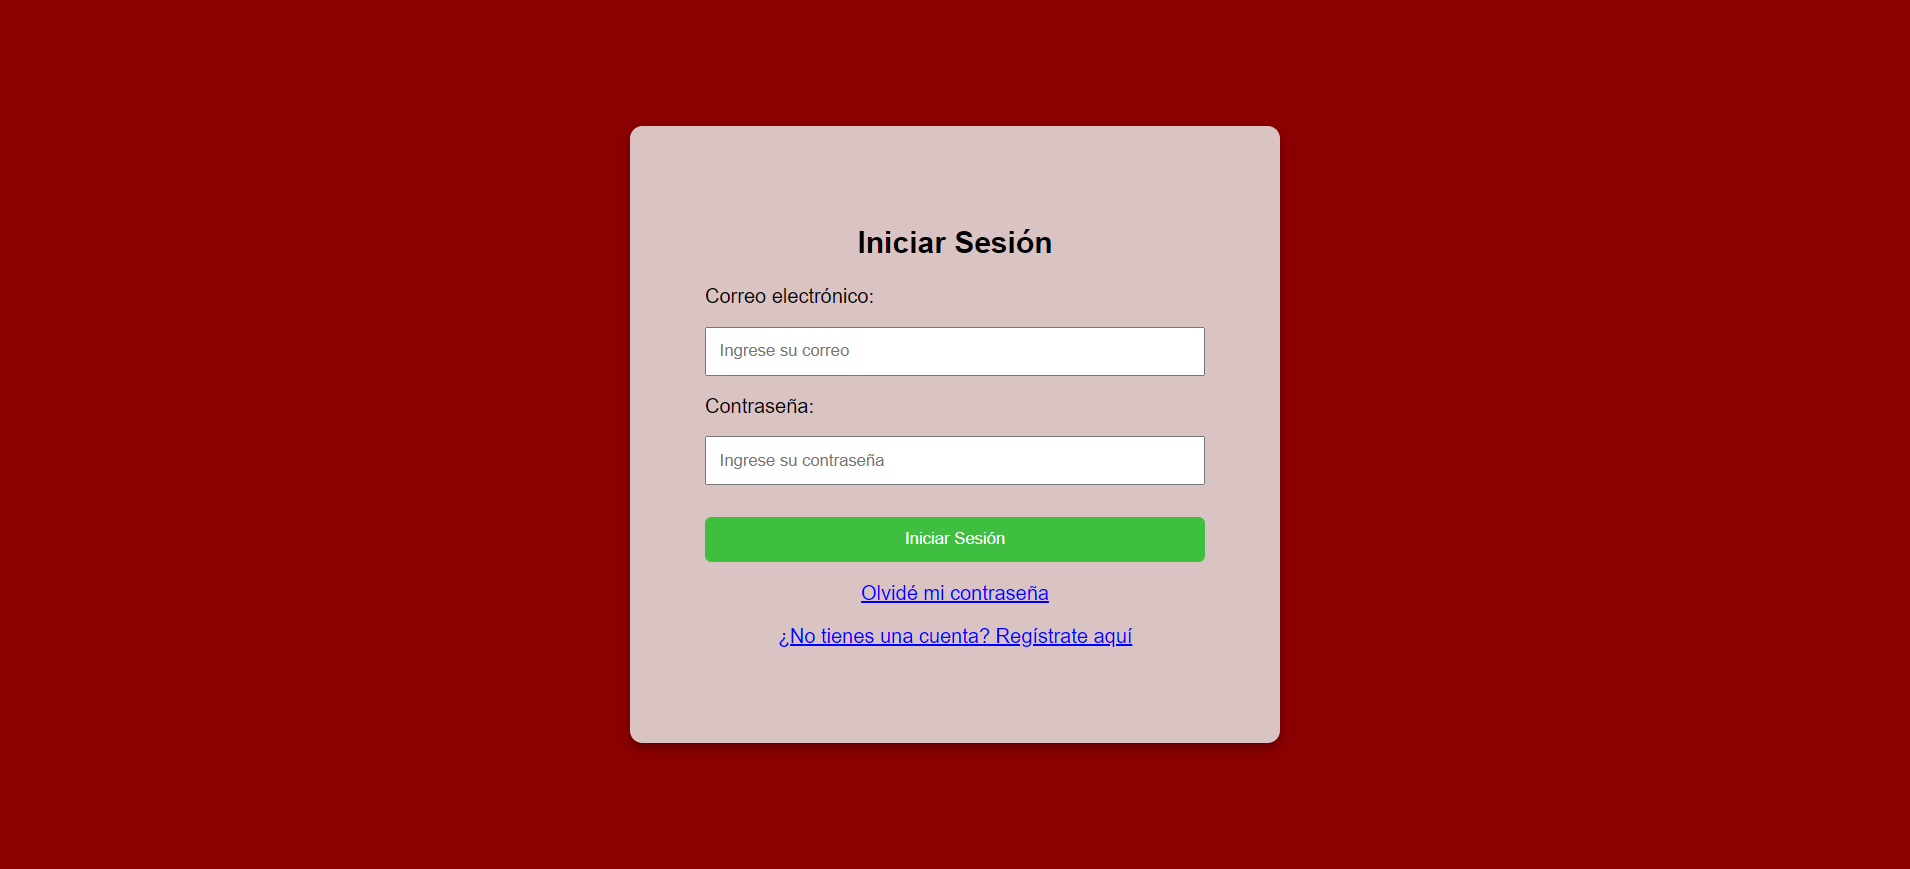 Iniciar Sesión
Correo electrónico:
Ingrese su correo
Contraseña:
Ingrese su contraseña
Iniciar Sesión
Olvidé mi contraseña
¿No tienes una cuenta? Regístrate aquí